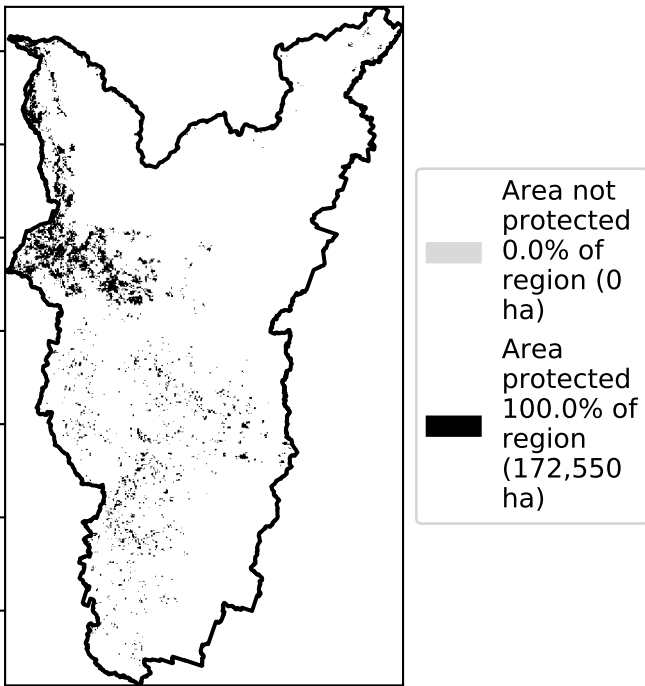 Area not
protected
0.0% of
region (0
ha)
Area
protected
100.0% of
region
(172,550
ha)